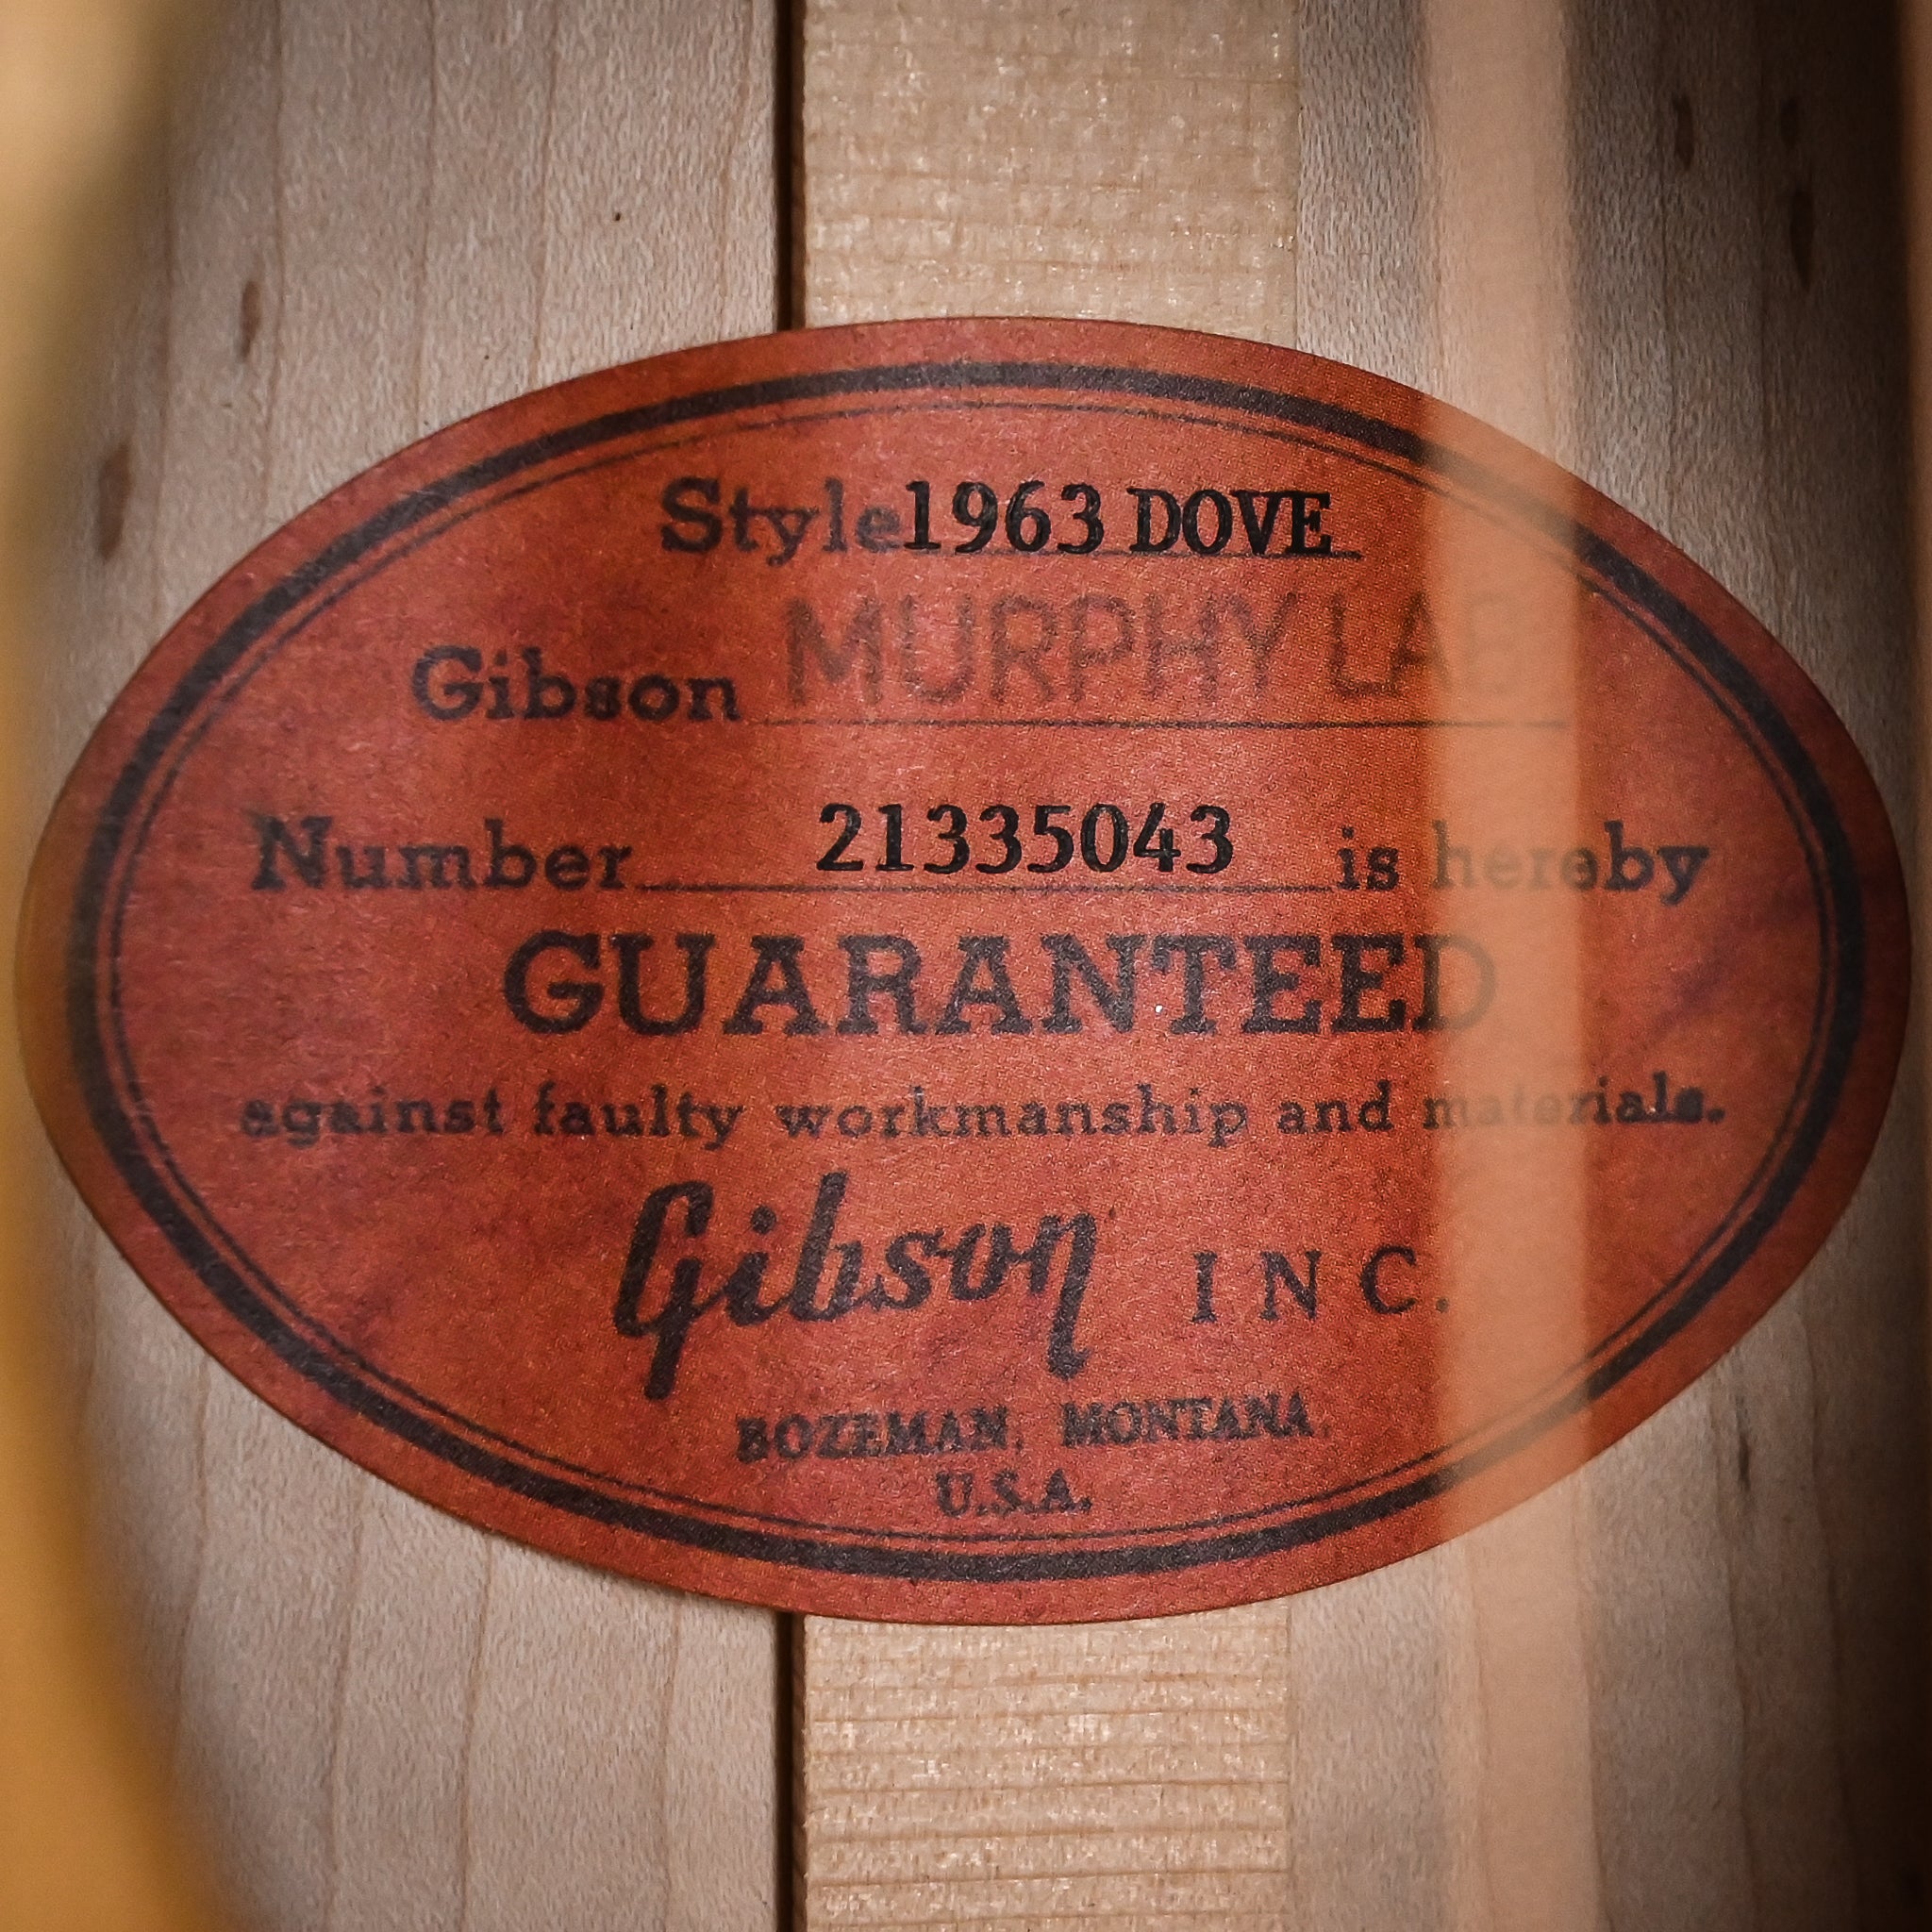 Style 1963 DOVE
Gibson MURPHY LAB
Number 21335043 is hereby
GUARANTEED
against faulty workmanship and materials.
Gibson INC.
BOZEMAN, MONTANA,
U.S.A.